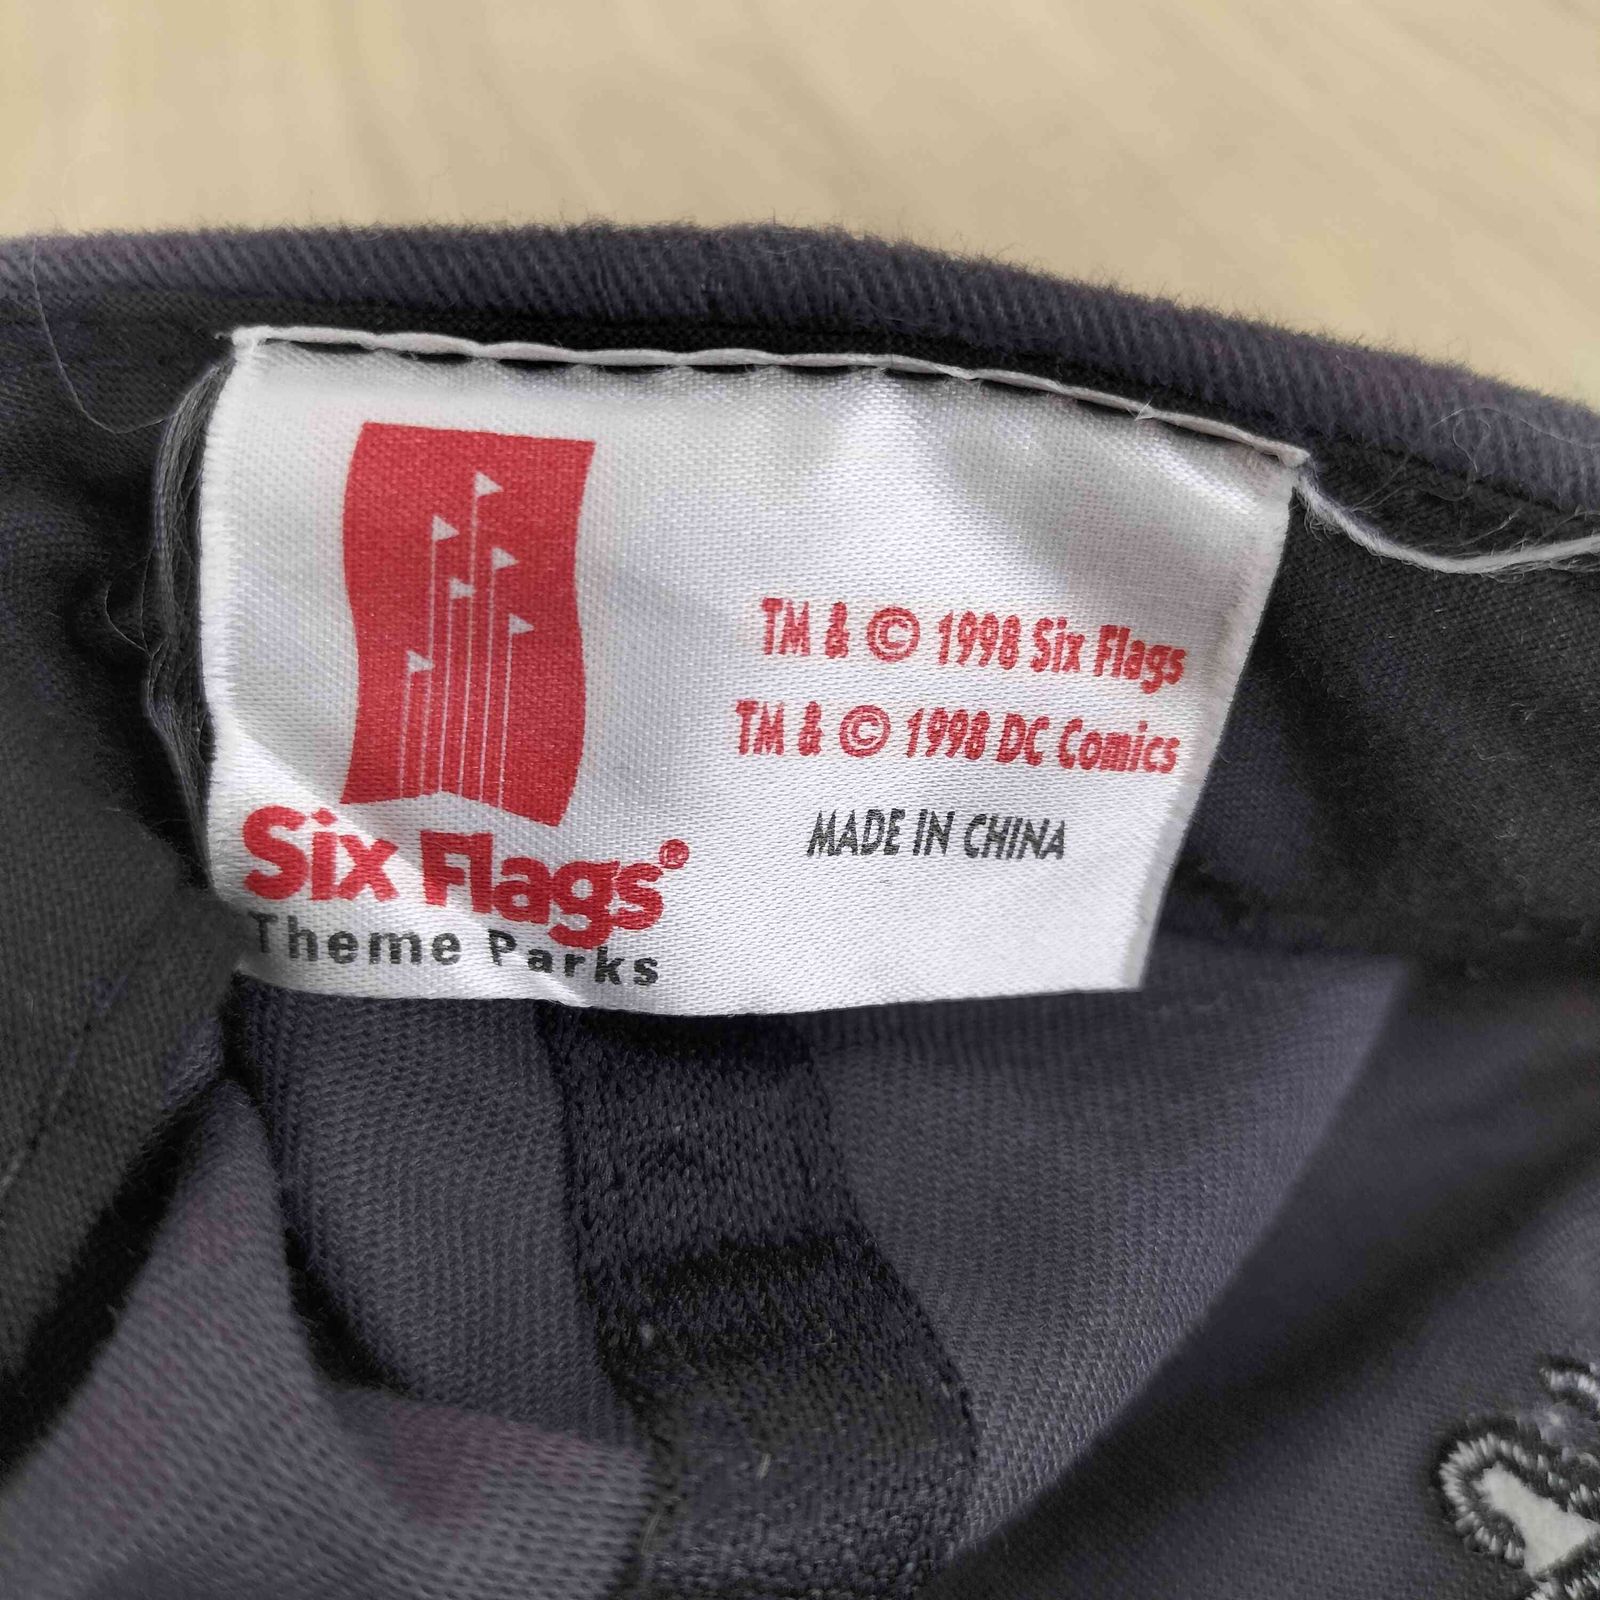 Six Flags®
Theme Parks
TM & © 1998 Six Flags
TM & © 1998 DC Comics
MADE IN CHINA